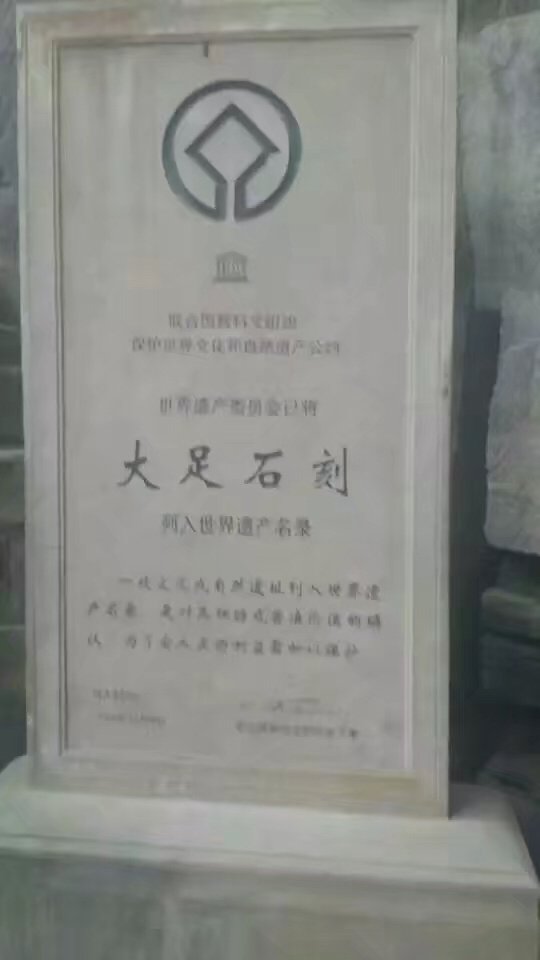 联合国教科文组织
保护世界文化和自然遗产公约
世界遗产委员会已将
大足石刻
列入世界遗产名录
一处文化或自然遗址列入世界遗
产名录，是对其独特或普遍价值的确
认，为了全人类的利益需加以保护